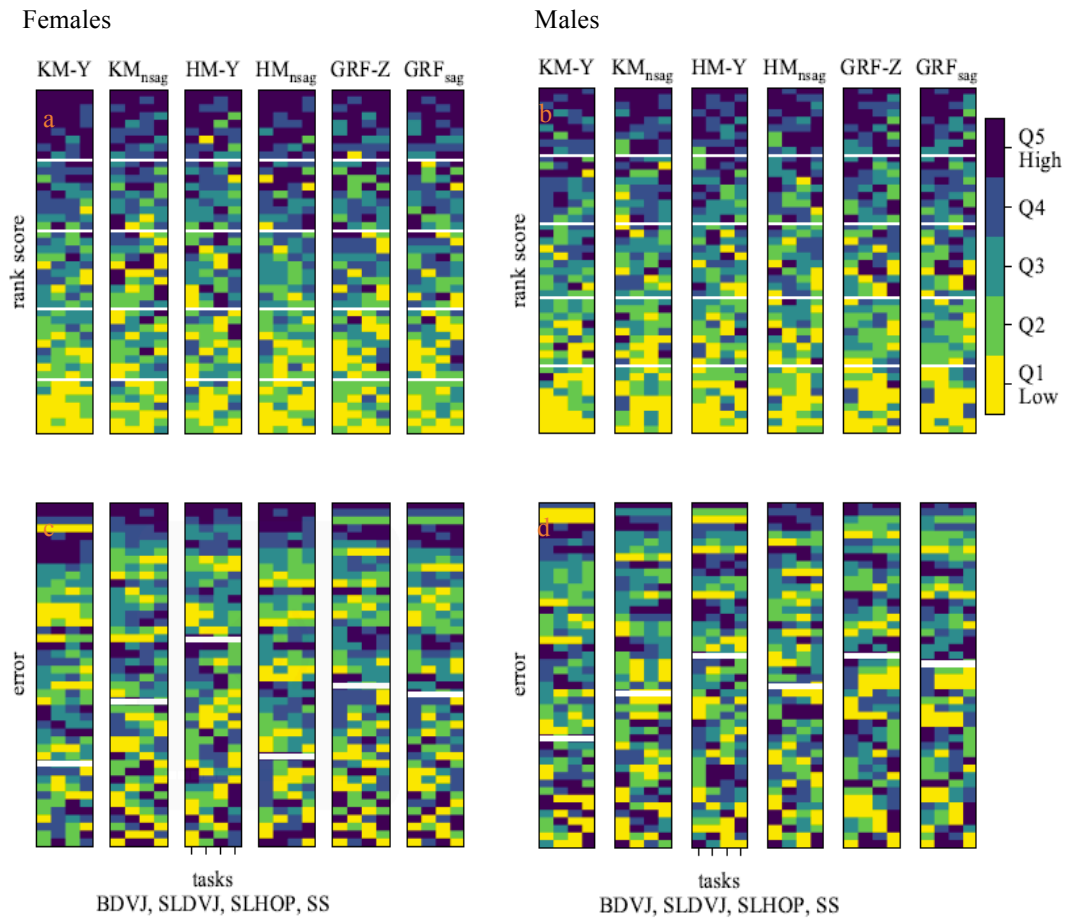 Females
Males
KM-Y KMnsag HM-Y HMnsag GRF-Z GRFsag
KM-Y KMnsag HM-Y HMnsag GRF-Z GRFsag
a
b
rank score
rank score
Q5
High
Q4
Q3
Q2
Q1
Low
c
d
error
error
tasks
BDVJ, SLDVJ, SLHOP, SS
tasks
BDVJ, SLDVJ, SLHOP, SS